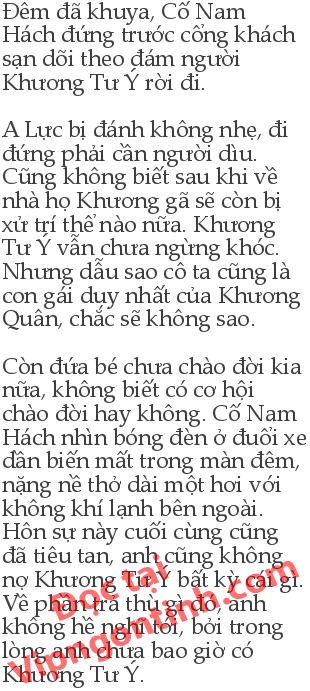 Đêm đã khuya, Cố Nam
Hách đứng trước cổng khách
sạn dõi theo đám người
Khương Tư Ý rời đi.
A Lực bị đánh không nhẹ, đi
đứng phải cần người dìu.
Cũng không biết sau khi về
nhà họ Khương gã sẽ còn bị
xử trí thể nào nữa. Khương
Tư Ý vẫn chưa ngừng khóc.
Nhưng dẫu sao cô ta cũng là
con gái duy nhất của Khương
Quân, chắc sẽ không sao.
Còn đứa bé chưa chào đời kia
nữa, không biết có cơ hội
chào đời hay không. Cố Nam
Hách nhìn bóng đèn ở đuổi xe
dần biến mất trong màn đêm,
nặng nề thở dài một hơi với
không khí lạnh bên ngoài.
Hôn sự này cuối cùng cũng
đã tiêu tan, anh cũng không
nợ Khương Tư Ý bất kỳ cái gì.
Về phần trả thù gì đó, anh
không hề nghĩ tới, bởi trong
lòng anh chưa bao giờ có
Khương Tư Ý.
Đọc tại
Vipngontinh.com